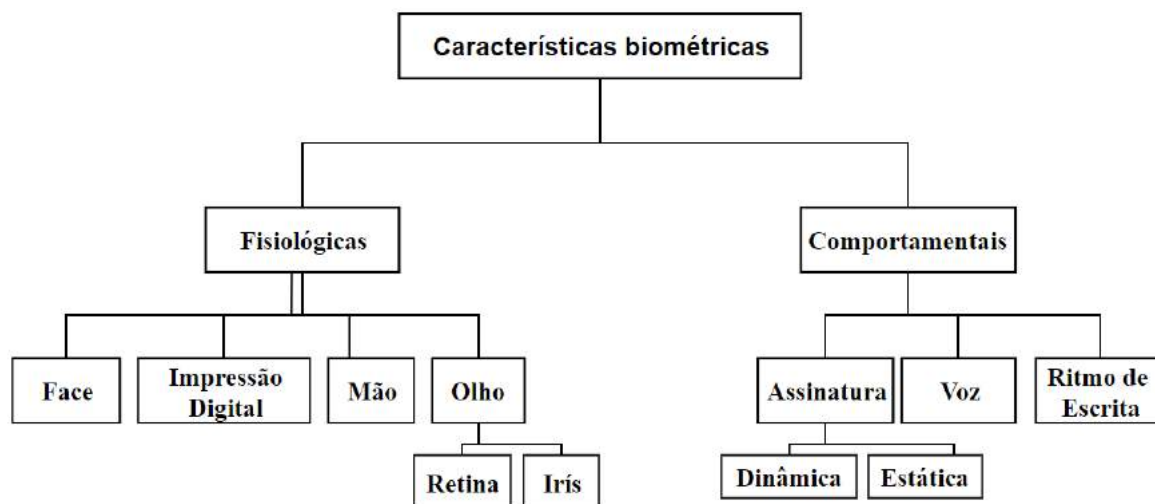 Características biométricas
Fisiológicas
Comportamentais
Face
Impressão
Digital
Mão
Olho
Assinatura
Voz
Ritmo de
Escrita
Retina
Irís
Dinâmica
Estática